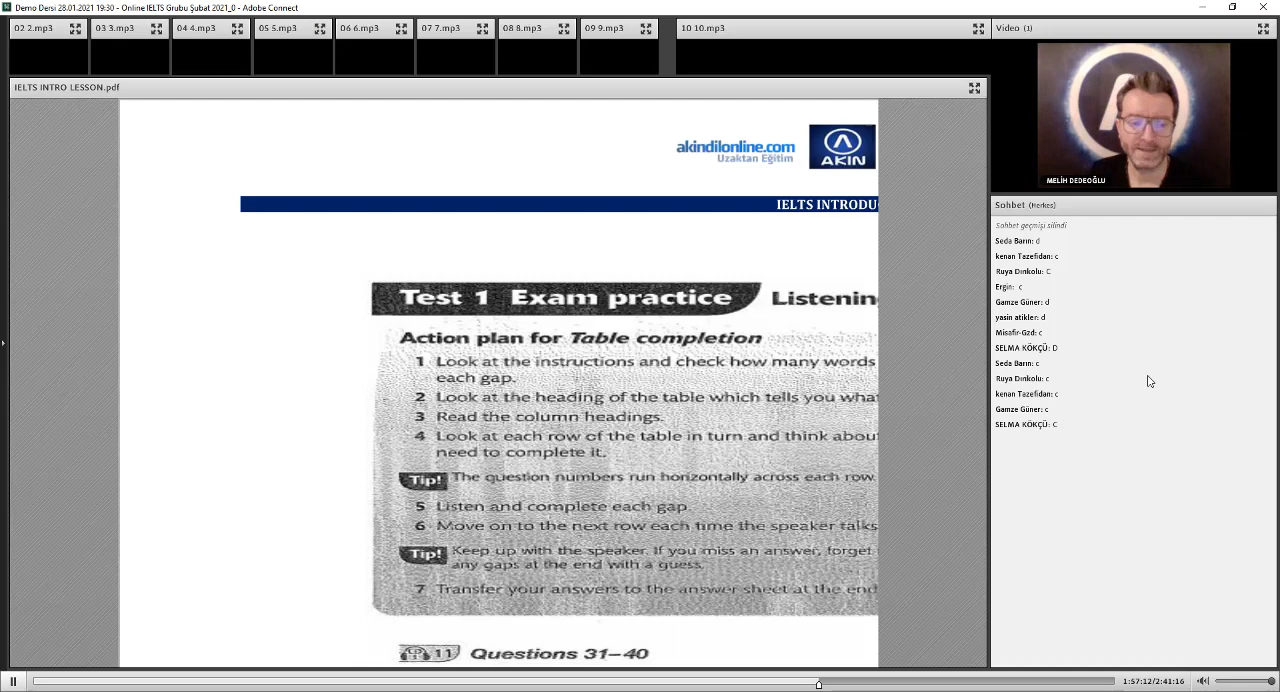 Demo Dersi 28.01.2021 19:30 - Online IELTS Grubu Şubat 2021_0 - Adobe Connect
02 2.mp3
03 3.mp3
04 4.mp3
05 5.mp3
06 6.mp3
07 7.mp3
08 8.mp3
09 9.mp3
10 10.mp3
Video (1)
IELTS INTRO LESSON.pdf
akindilonline.com
Uzaktan Eğitim
AKIN
IELTS INTRODU
Test 1 Exam practice Listenin
Action plan for Table completion
1 Look at the instructions and check how many words
each gap.
2 Look at the heading of the table which tells you what
3 Read the column headings.
4 Look at each row of the table in turn and think about
need to complete it.
Tip! The question numbers run horizontally across each row.
5 Listen and complete each gap.
6 Move on to the next row each time the speaker talks
Tip! Keep up with the speaker. If you miss an answer, forget
any gaps at the end with a guess.
7 Transfer your answers to the answer sheet at the end
11 Questions 31–40
MELİH DEDEOĞLU
Sohbet (Herkes)
Sohbet geçmişi silindi
Seda Barın: d
kenan Tazefidan: c
Ruya Dınkolu: C
Ergin: c
Gamze Güner: d
yasin atikler: d
Misafir-Gzd: c
SELMA KÖKÇÜ: D
Seda Barın: c
Ruya Dınkolu: c
kenan Tazefidan: c
Gamze Güner: c
SELMA KÖKÇÜ: C
1:57:12/2:41:16